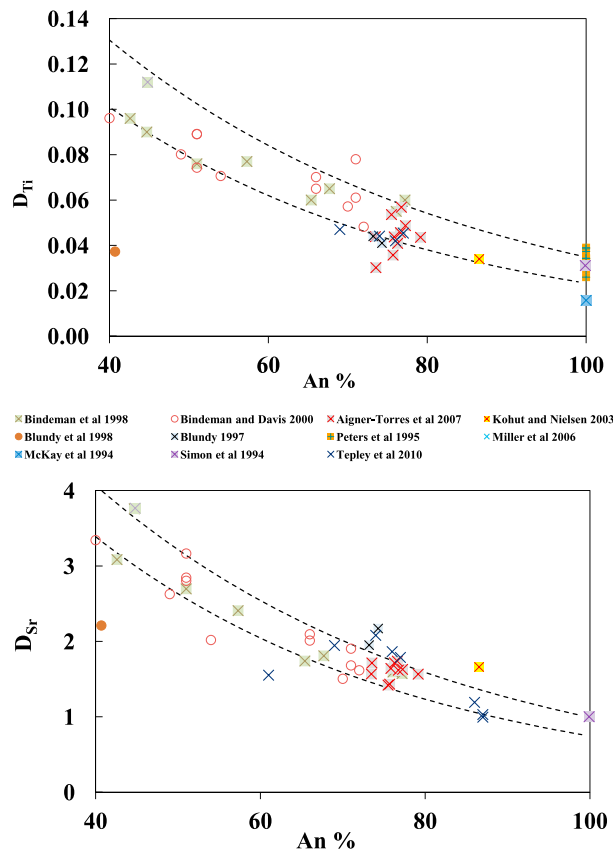 0.14
0.12
0.10
0.08
0.06
0.04
0.02
0.00
D_Ti
40 60 80 100
An %
Bindeman et al 1998 Bindeman and Davis 2000 Aigner-Torres et al 2007 Kohut and Nielsen 2003
Blundy et al 1998 Blundy 1997 Peters et al 1995 Miller et al 2006
McKay et al 1994 Simon et al 1994 Tepley et al 2010
4
3
2
1
0
D_Sr
40 60 80 100
An %